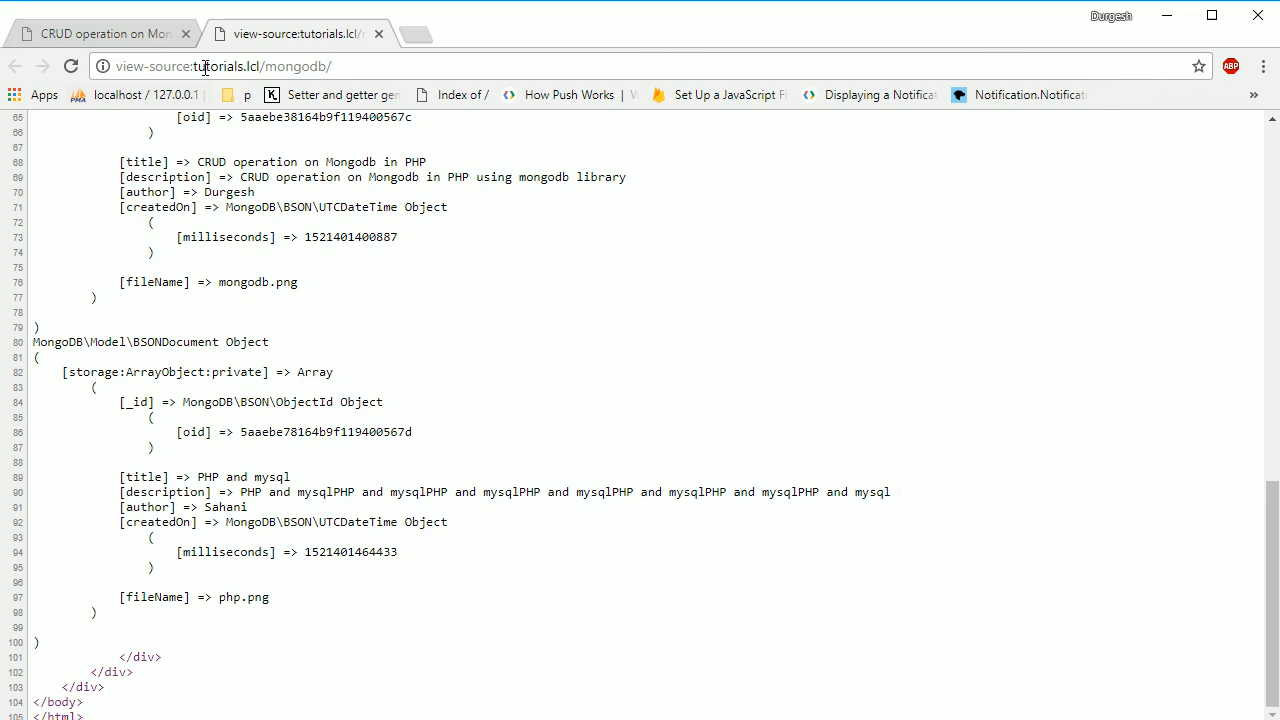 Durgesh
CRUD operation on Mon
view-source:tutorials.lcl/
view-source:tutorials.lcl/mongodb/
ABP
Apps
PMA
localhost / 127.0.0.1
p
K
Setter and getter gen
Index of /
How Push Works | W
Set Up a JavaScript F
Displaying a Notificat
Notification.Notificati
»
65 [oid] => 5aaebe38164b9f119400567c
66 )
67
68 [title] => CRUD operation on Mongodb in PHP
69 [description] => CRUD operation on Mongodb in PHP using mongodb library
70 [author] => Durgesh
71 [createdOn] => MongoDB\BSON\UTCDateTime Object
72 (
73 [milliseconds] => 1521401400887
74 )
75
76 [fileName] => mongodb.png
77 )
78
79 )
80 MongoDB\Model\BSONDocument Object
81 (
82 [storage:ArrayObject:private] => Array
83 (
84 [_id] => MongoDB\BSON\ObjectId Object
85 (
86 [oid] => 5aaebe78164b9f119400567d
87 )
88
89 [title] => PHP and mysql
90 [description] => PHP and mysqlPHP and mysqlPHP and mysqlPHP and mysqlPHP and mysqlPHP and mysqlPHP and mysql
91 [author] => Sahani
92 [createdOn] => MongoDB\BSON\UTCDateTime Object
93 (
94 [milliseconds] => 1521401464433
95 )
96
97 [fileName] => php.png
98 )
99
100 )
101 </div>
102 </div>
103 </div>
104 </body>
105 </html>